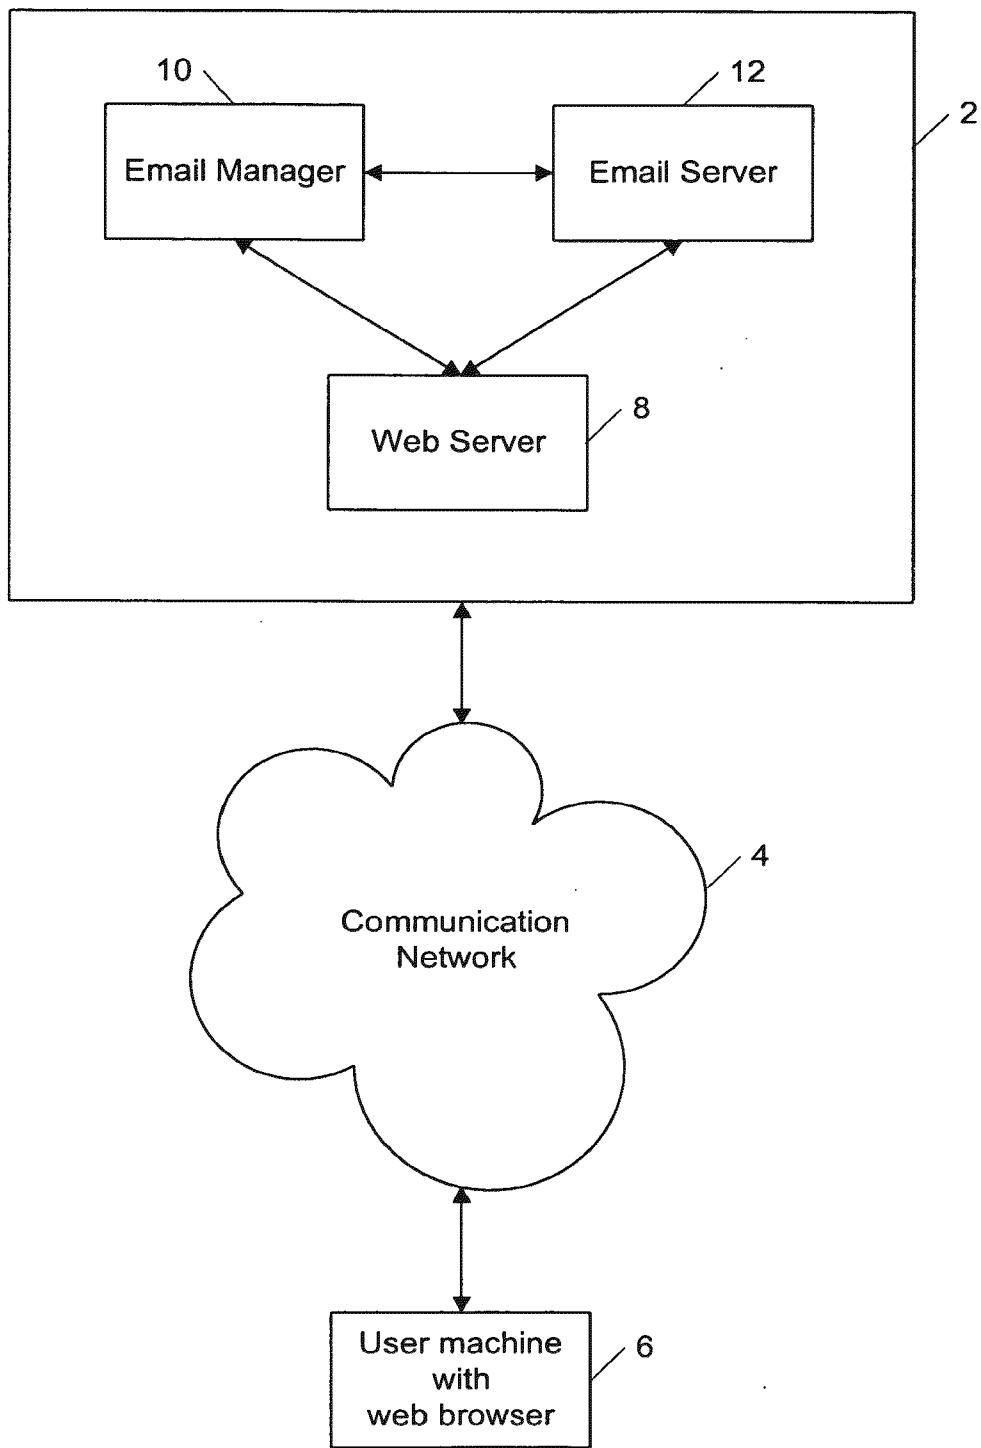 10
12
2
Email Manager
Email Server
8
Web Server
4
Communication
Network
User machine
with
web browser
6